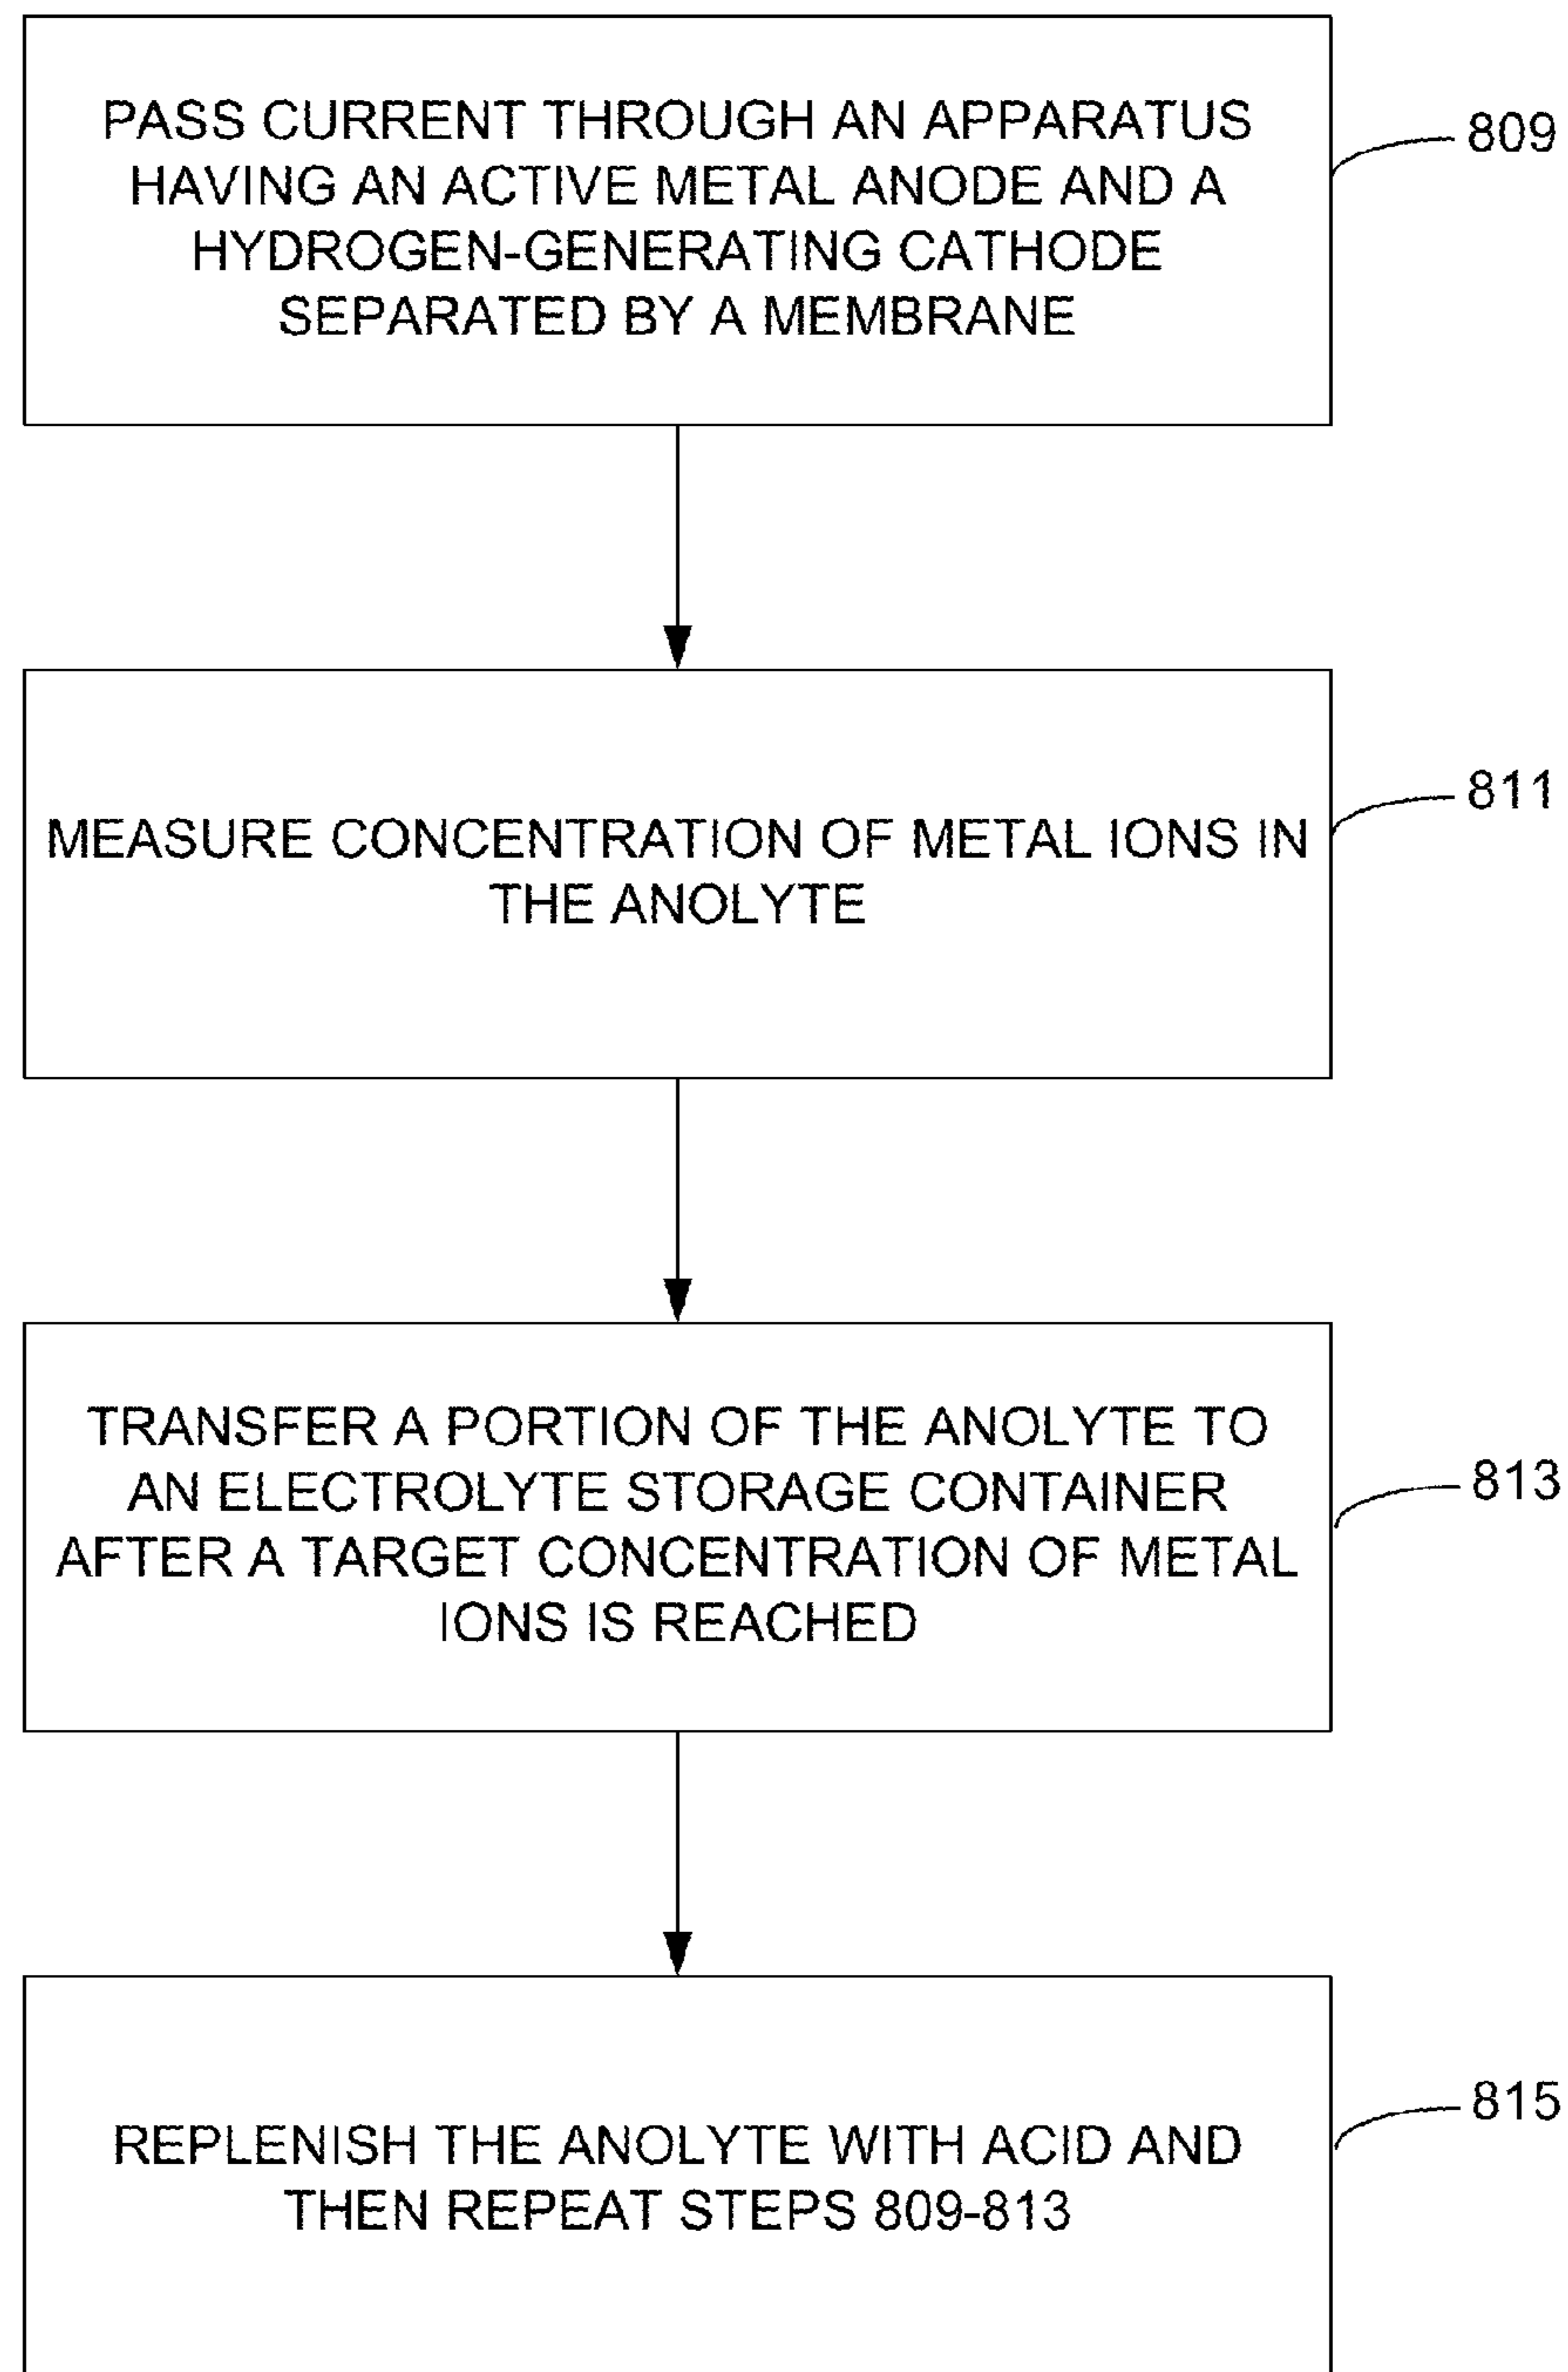 PASS CURRENT THROUGH AN APPARATUS
HAVING AN ACTIVE METAL ANODE AND A
HYDROGEN-GENERATING CATHODE
SEPARATED BY A MEMBRANE
809
MEASURE CONCENTRATION OF METAL IONS IN
THE ANOLYTE
811
TRANSFER A PORTION OF THE ANOLYTE TO
AN ELECTROLYTE STORAGE CONTAINER
AFTER A TARGET CONCENTRATION OF METAL
IONS IS REACHED
813
REPLENISH THE ANOLYTE WITH ACID AND
THEN REPEAT STEPS 809-813
815